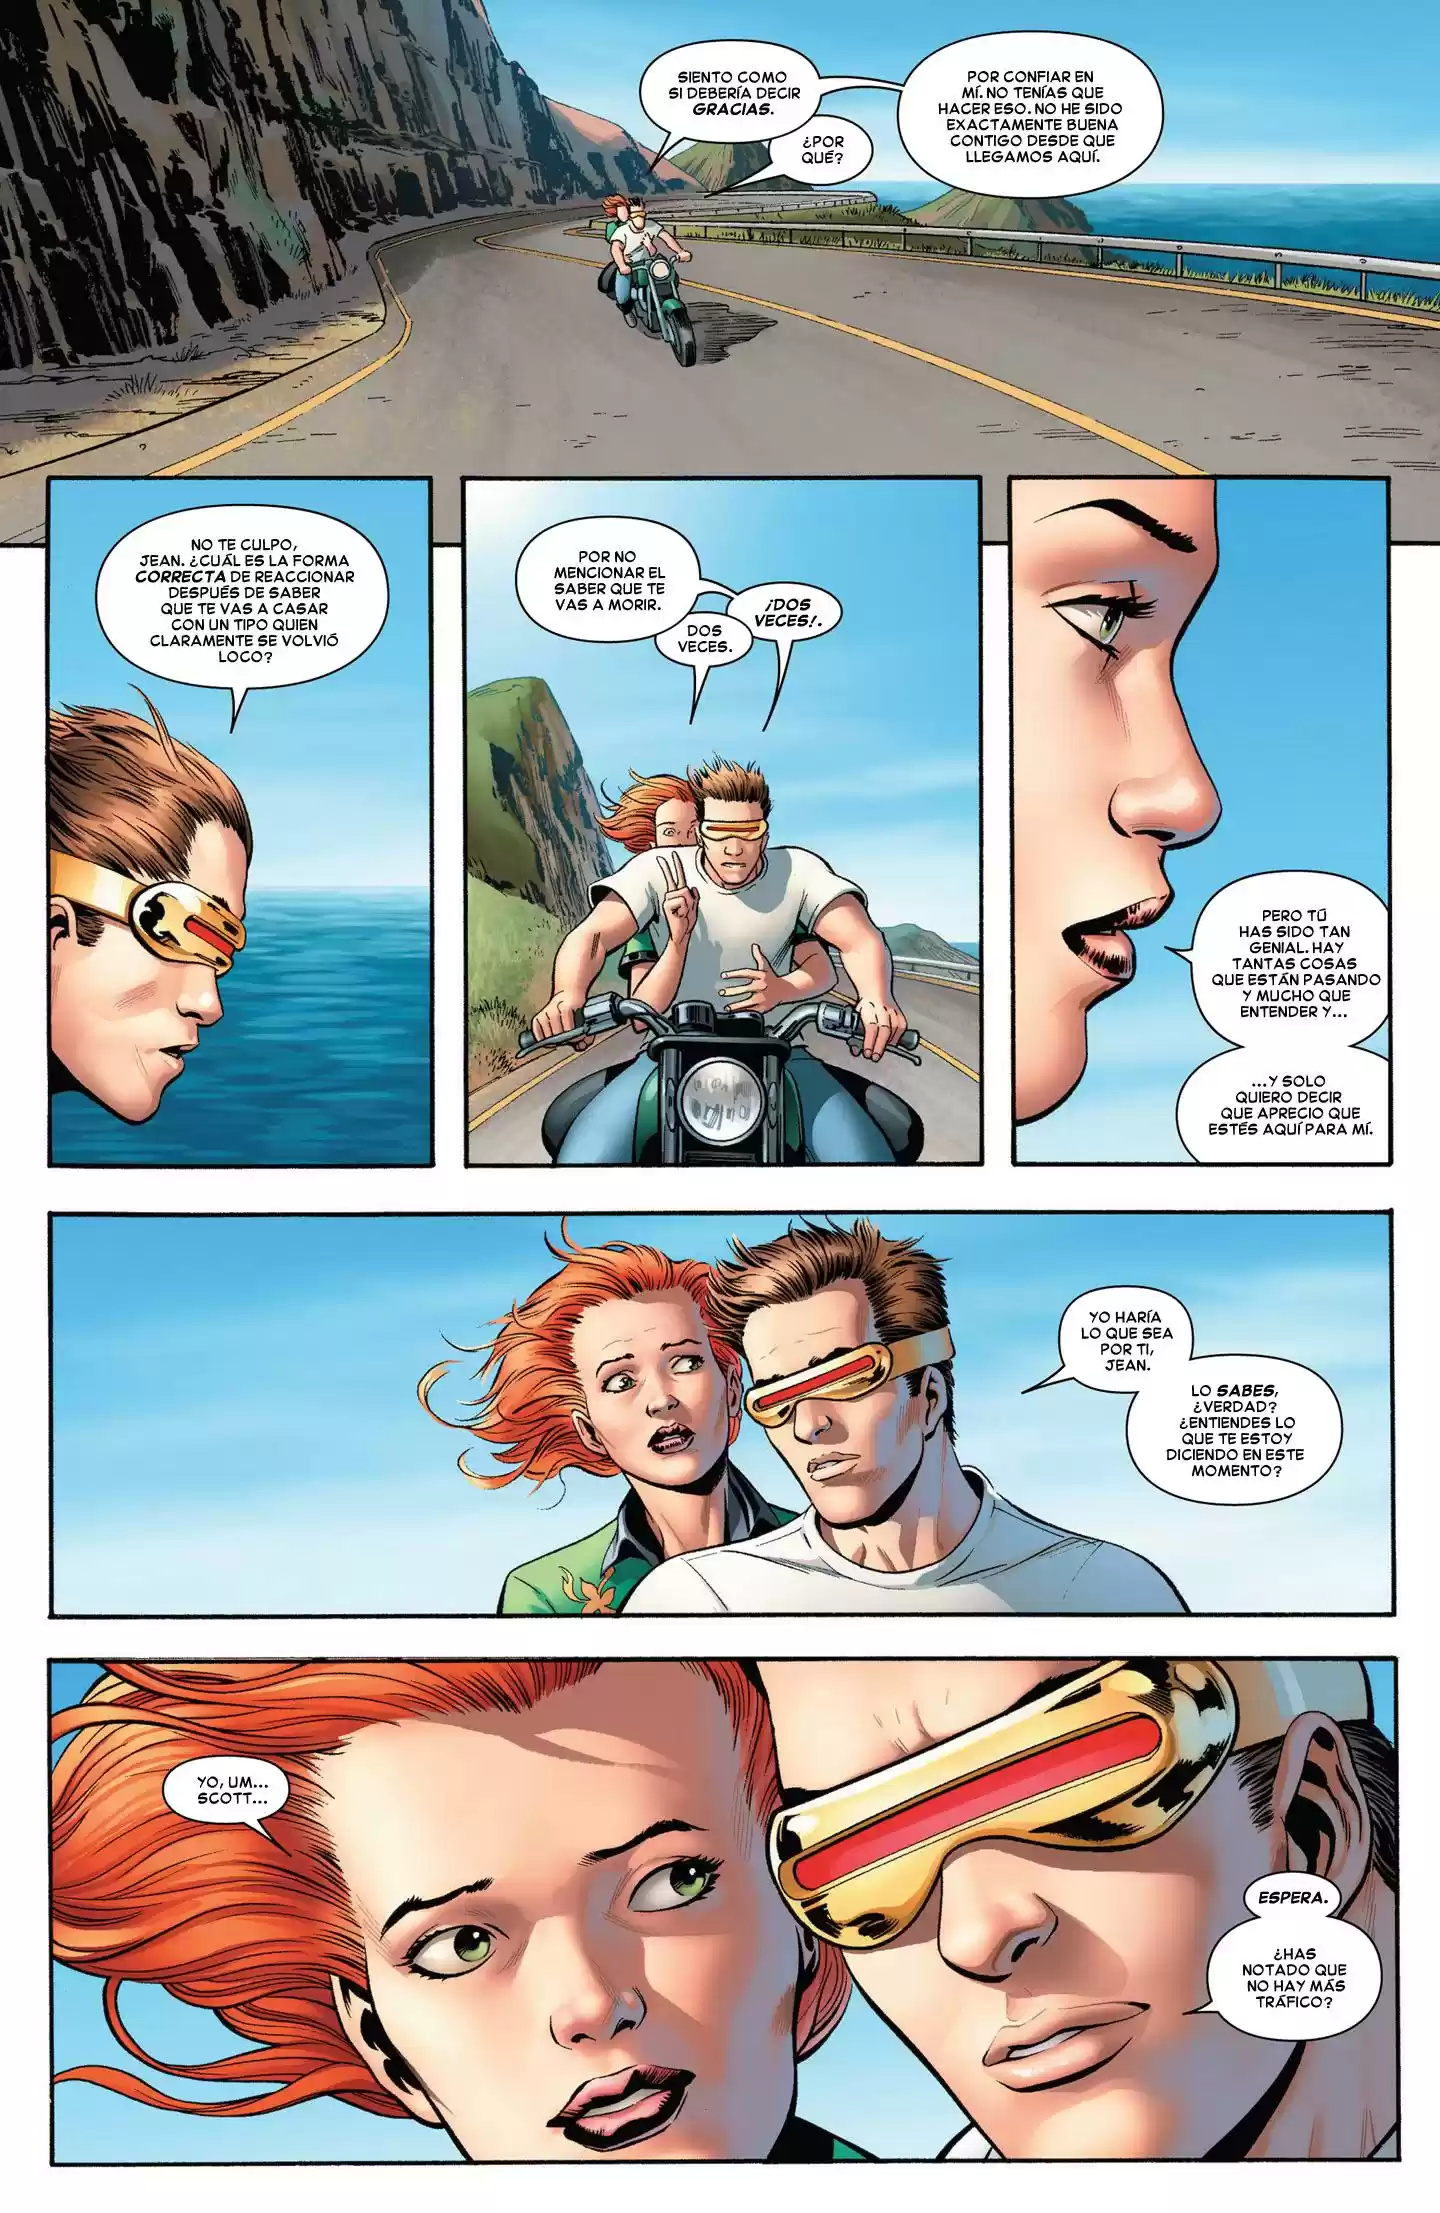 SIENTO COMO
SI DEBERÍA DECIR
GRACIAS.
¿POR
QUÉ?
POR CONFIAR EN
MÍ. NO TENÍAS QUE
HACER ESO. NO HE SIDO
EXACTAMENTE BUENA
CONTIGO DESDE QUE
LLEGAMOS AQUÍ.
NO TE CULPO,
JEAN. ¿CUÁL ES LA FORMA
CORRECTA DE REACCIONAR
DESPUÉS DE SABER
QUE TE VAS A CASAR
CON UN TIPO QUIEN
CLARAMENTE SE VOLVIÓ
LOCO?
POR NO
MENCIONAR EL
SABER QUE TE
VAS A MORIR.
DOS
VECES.
¡DOS
VECES!.
PERO TÚ
HAS SIDO TAN
GENIAL. HAY
TANTAS COSAS
QUE ESTÁN PASANDO
Y MUCHO QUE
ENTENDER Y...
...Y SOLO
QUIERO DECIR
QUE APRECIO QUE
ESTÉS AQUÍ PARA MÍ.
YO HARÍA
LO QUE SEA
POR TI,
JEAN.
LO SABES,
¿VERDAD?
¿ENTIENDES LO
QUE TE ESTOY
DICIENDO EN ESTE
MOMENTO?
YO, UM...
SCOTT...
ESPERA.
¿HAS
NOTADO QUE
NO HAY MÁS
TRÁFICO?